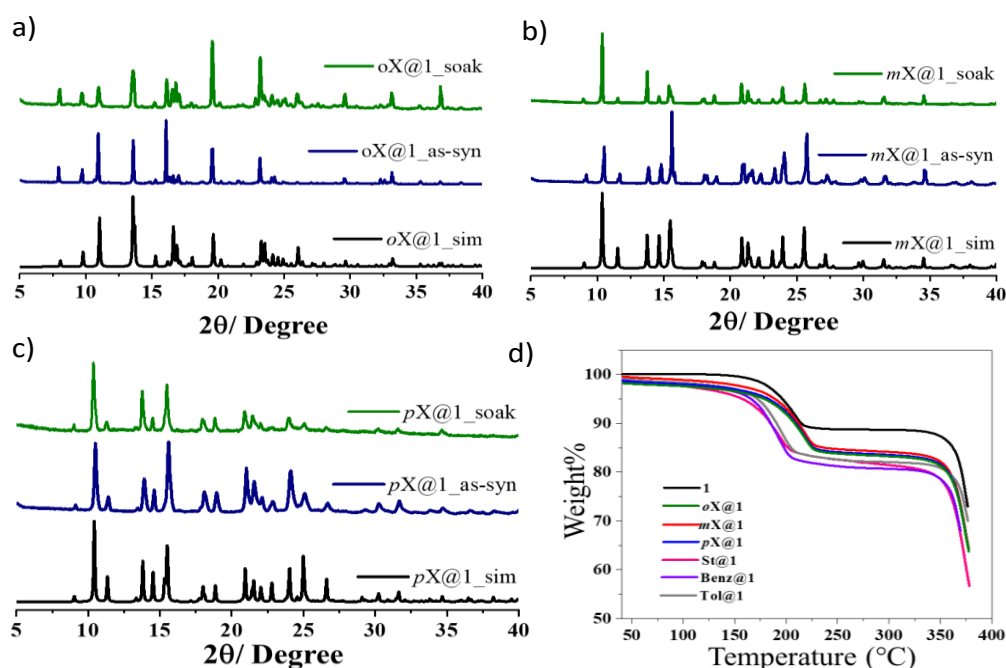 a)
oX@1_soak
oX@1_as-syn
oX@1_sim
5 10 15 20 25 30 35 40
2θ/ Degree
b)
mX@1_soak
mX@1_as-syn
mX@1_sim
5 10 15 20 25 30 35 40
2θ/ Degree
c)
pX@1_soak
pX@1_as-syn
pX@1_sim
5 10 15 20 25 30 35 40
2θ/ Degree
d)
100
90
80
70
60
50
Weight%
1
oX@1
mX@1
pX@1
St@1
Benz@1
Tol@1
100 200 300 400
Temperature (°C)